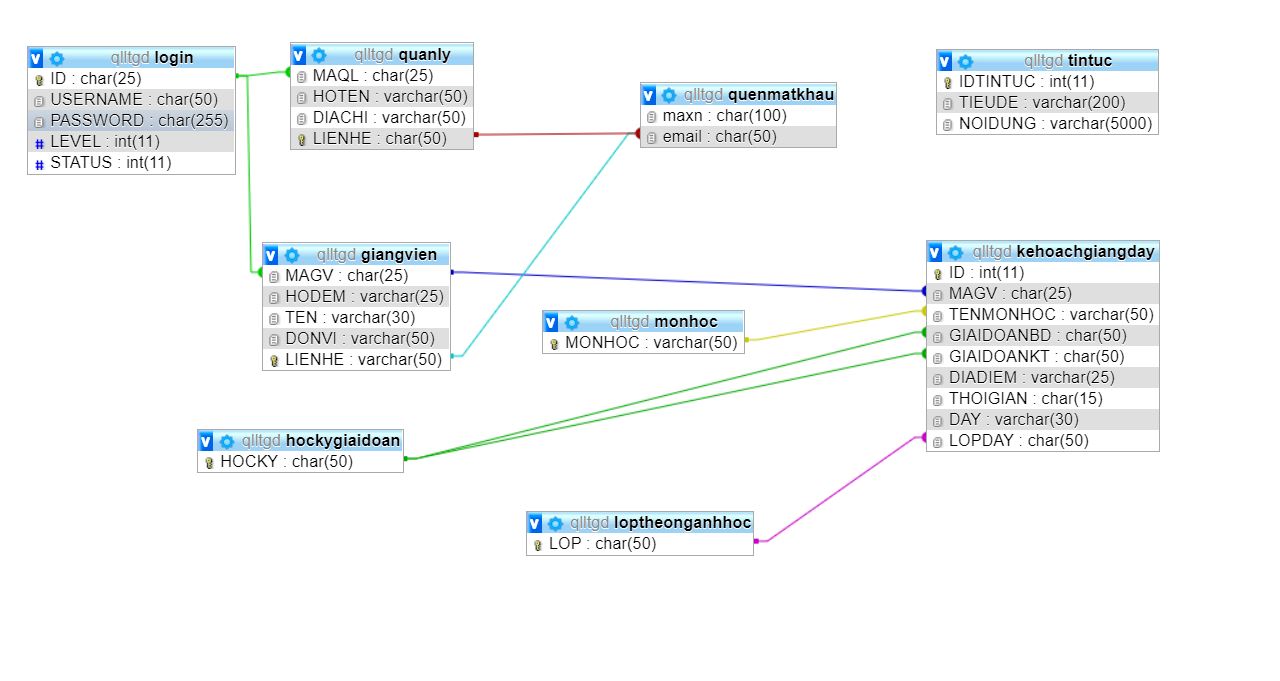 qlltgd login
ID : char(25)
USERNAME : char(50)
PASSWORD : char(255)
LEVEL : int(11)
STATUS : int(11)
qlltgd quanly
MAQL : char(25)
HOTEN : varchar(50)
DIACHI : varchar(50)
LIENHE : char(50)
qlltgd quenmatkhau
maxn : char(100)
email : char(50)
qlltgd tintuc
IDTINTUC : int(11)
TIEUDE : varchar(200)
NOIDUNG : varchar(5000)
qlltgd giangvien
MAGV : char(25)
HODEM : varchar(25)
TEN : varchar(30)
DONVI : varchar(50)
LIENHE : varchar(50)
qlltgd monhoc
MONHOC : varchar(50)
qlltgd kehoachgiangday
ID : int(11)
MAGV : char(25)
TENMONHOC : varchar(50)
GIAIDOANBD : char(50)
GIAIDOANKT : char(50)
DIADIEM : varchar(25)
THOIGIAN : char(15)
DAY : varchar(30)
LOPDAY : char(50)
qlltgd hockygiaidoan
HOCKY : char(50)
qlltgd loptheonganhhoc
LOP : char(50)